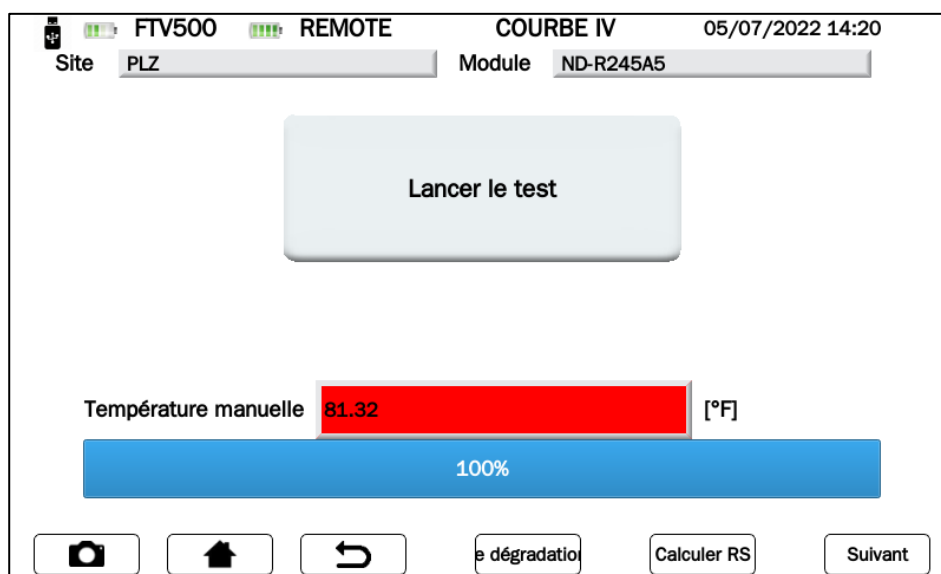 FTV500 REMOTE COURBE IV 05/07/2022 14:20
Site PLZ Module ND-R245A5
Lancer le test
Température manuelle 81.32 [°F]
100%
e dégradation Calculer RS Suivant